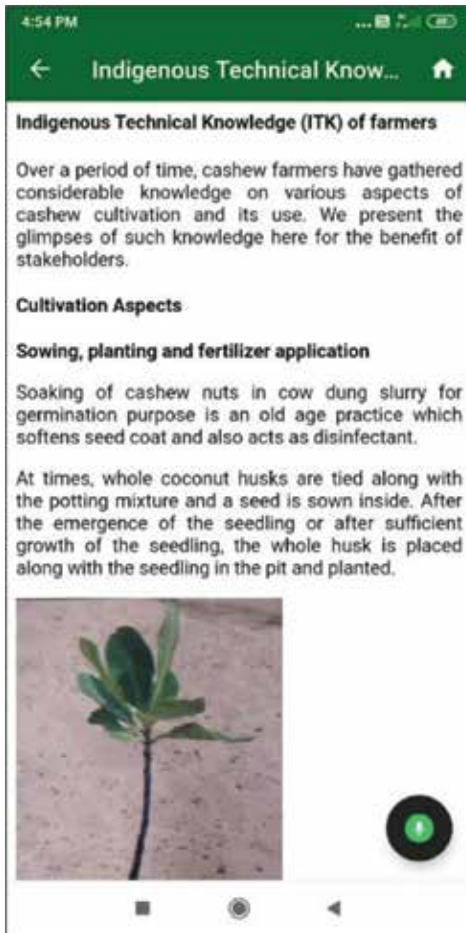 4:54 PM
Indigenous Technical Know...
Indigenous Technical Knowledge (ITK) of farmers
Over a period of time, cashew farmers have gathered
considerable knowledge on various aspects of
cashew cultivation and its use. We present the
glimpses of such knowledge here for the benefit of
stakeholders.
Cultivation Aspects
Sowing, planting and fertilizer application
Soaking of cashew nuts in cow dung slurry for
germination purpose is an old age practice which
softens seed coat and also acts as disinfectant.
At times, whole coconut husks are tied along with
the potting mixture and a seed is sown inside. After
the emergence of the seedling or after sufficient
growth of the seedling, the whole husk is placed
along with the seedling in the pit and planted.